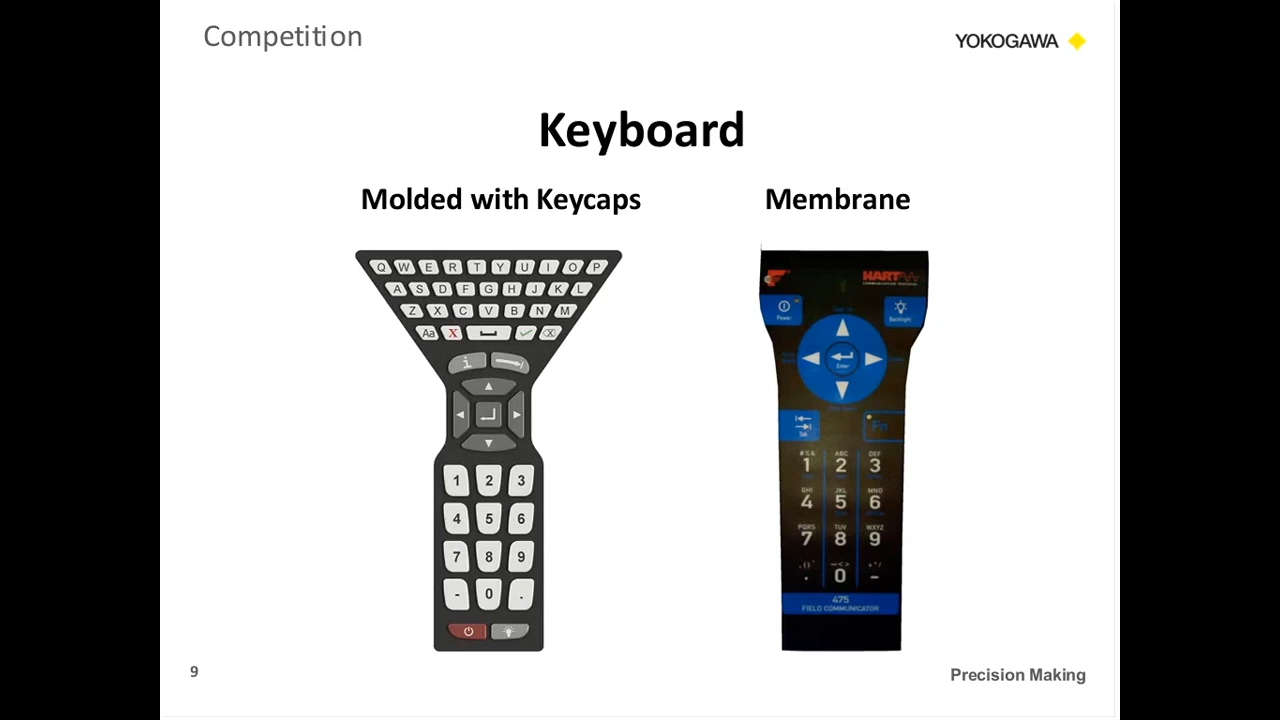 Competition
YOKOGAWA
Keyboard
Molded with Keycaps
Membrane
Q W E R T Y U I O P
A S D F G H J K L
Z X C V B N M
Aa X
i
1 2 3
4 5 6
7 8 9
- 0 .
HART
COMMUNICATION PROTOCOL
Power
Backlight
Enter
Tab
Fn
#%& ABC DEF
1 2 3
GHI JKL MNO
4 5 6
PQRS TUV WXYZ
7 8 9
. 0 -
475
FIELD COMMUNICATOR
9
Precision Making